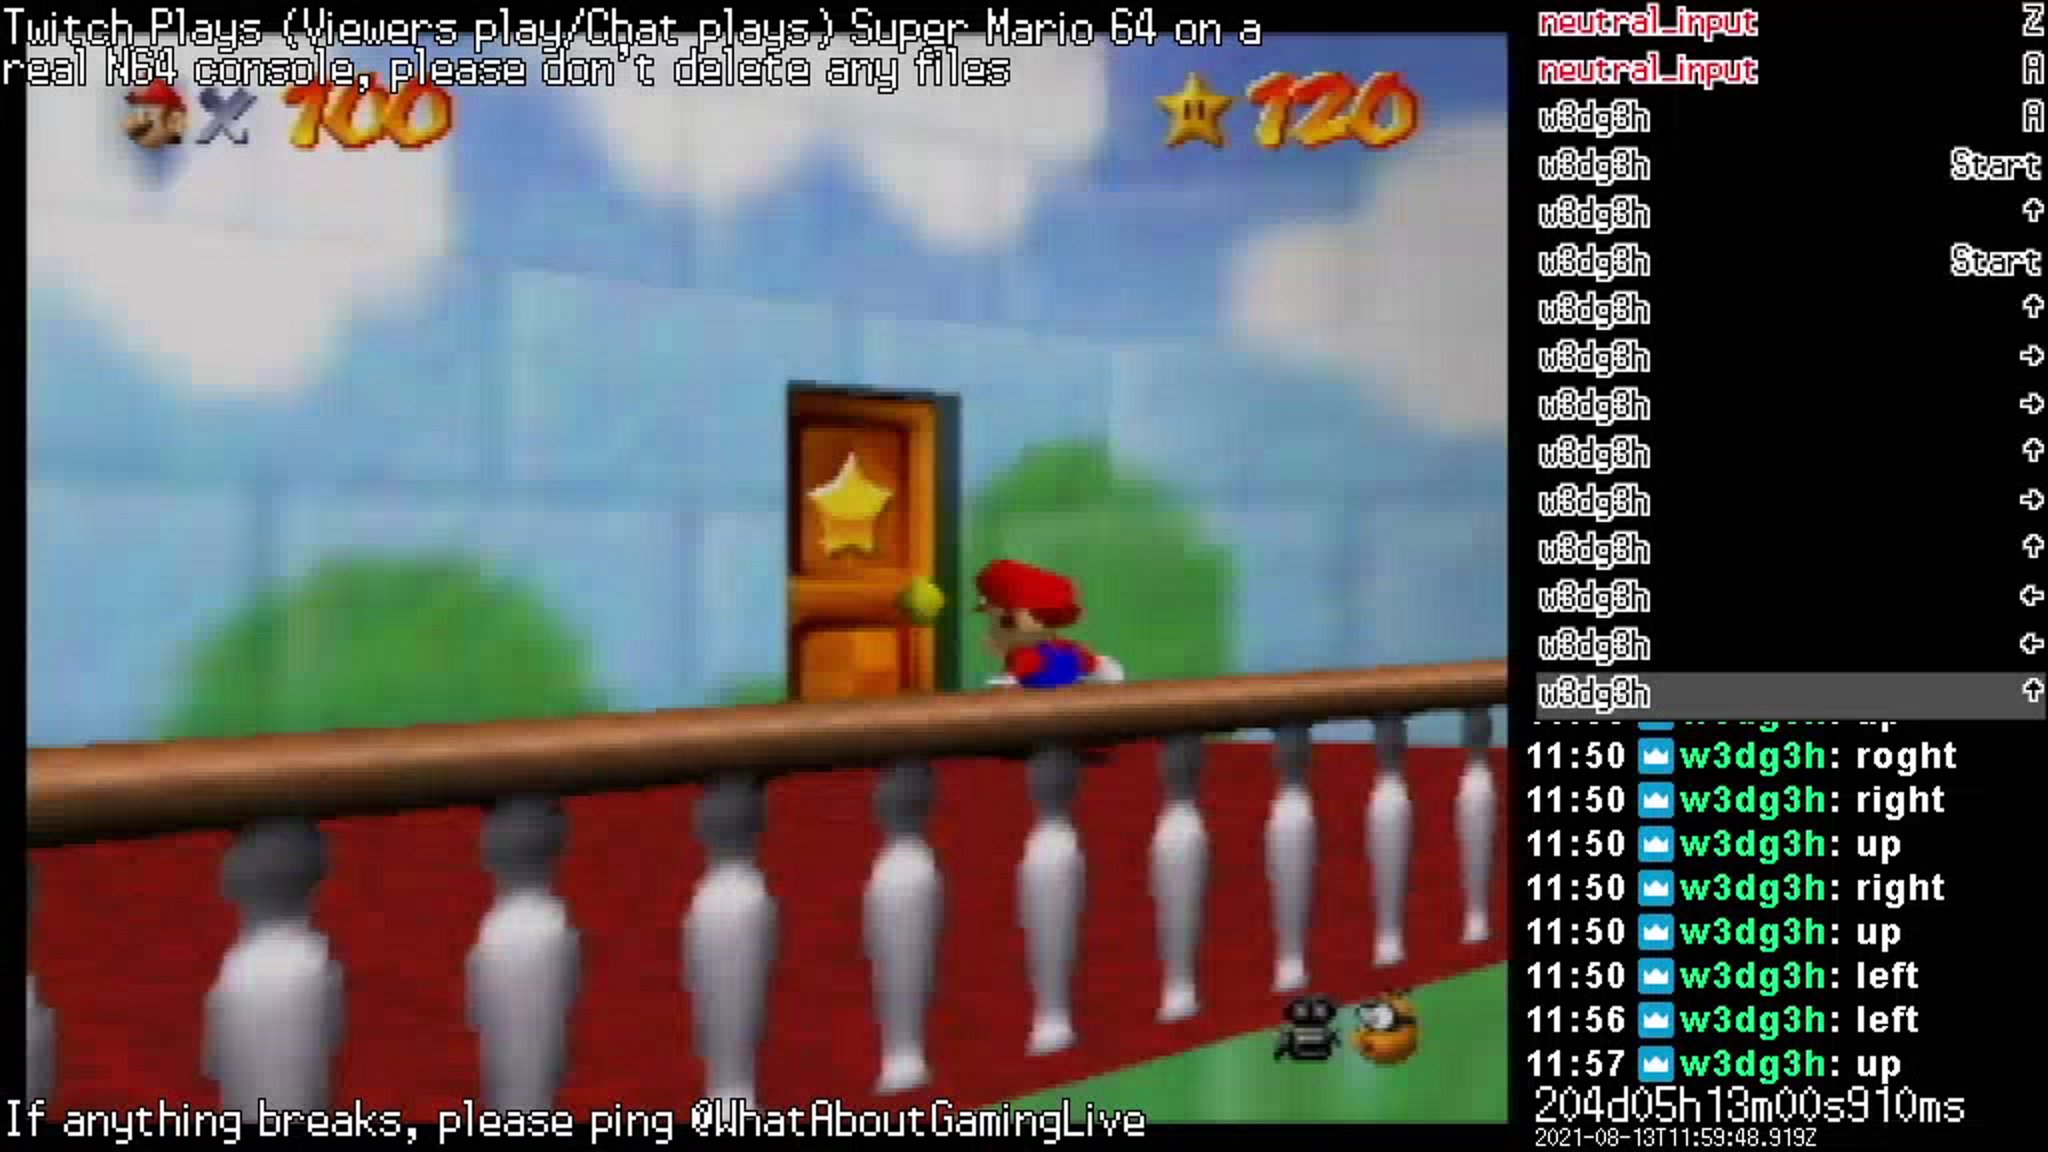 Twitch Plays (Viewers play/Chat plays) Super Mario 64 on a
real N64 console, please don't delete any files
100
120
neutral_input Z
neutral_input A
w3dg3h A
w3dg3h Start
w3dg3h ↑
w3dg3h Start
w3dg3h ↑
w3dg3h →
w3dg3h →
w3dg3h ↑
w3dg3h →
w3dg3h ↑
w3dg3h ←
w3dg3h ←
w3dg3h ↑
11:50 w3dg3h: roght
11:50 w3dg3h: right
11:50 w3dg3h: up
11:50 w3dg3h: right
11:50 w3dg3h: up
11:50 w3dg3h: left
11:56 w3dg3h: left
11:57 w3dg3h: up
204d05h13m00s910ms
2021-08-13T11:59:48.919Z
If anything breaks, please ping @WhatAboutGamingLive